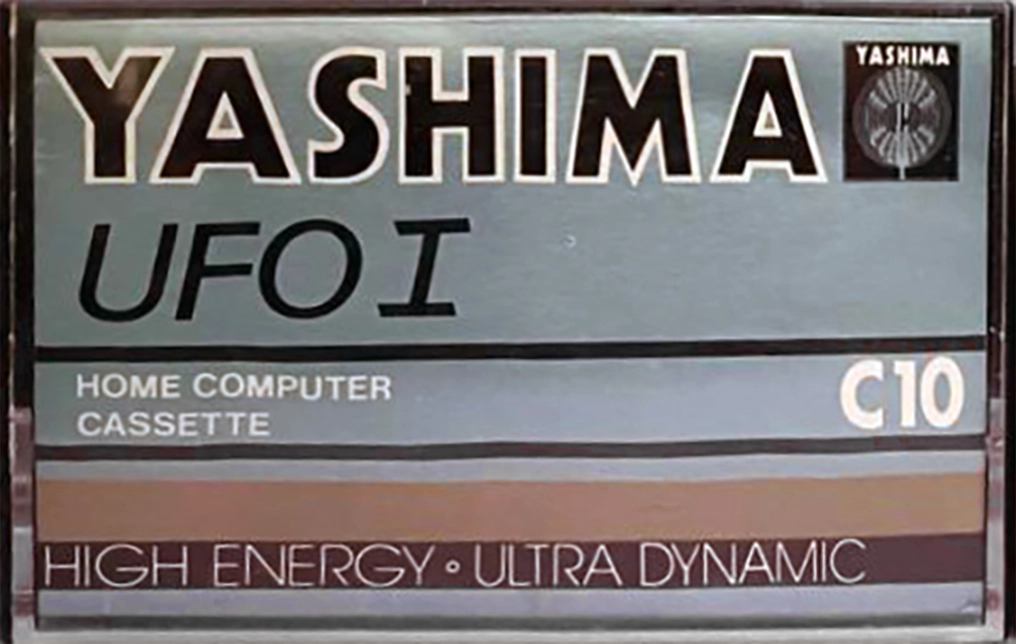 YASHIMA
YASHIMA
UFO I
HOME COMPUTER
CASSETTE
C10
HIGH ENERGY • ULTRA DYNAMIC